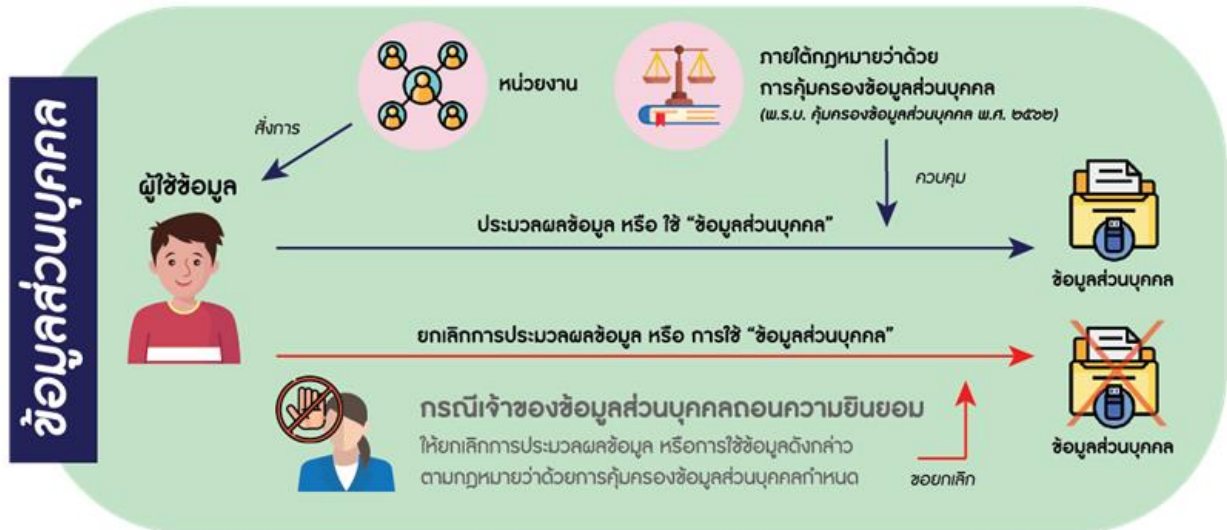 ข้อมูลส่วนบุคคล
หน่วยงาน
ภายใต้กฎหมายว่าด้วย
การคุ้มครองข้อมูลส่วนบุคคล
(พ.ร.บ. คุ้มครองข้อมูลส่วนบุคคล พ.ศ. ๒๕๖๒)
สั่งการ
ควบคุม
ผู้ใช้ข้อมูล
ประมวลผลข้อมูล หรือ ใช้ “ข้อมูลส่วนบุคคล”
ข้อมูลส่วนบุคคล
ยกเลิกการประมวลผลข้อมูล หรือ การใช้ “ข้อมูลส่วนบุคคล”
กรณีเจ้าของข้อมูลส่วนบุคคลถอนความยินยอม
ให้ยกเลิกการประมวลผลข้อมูล หรือการใช้ข้อมูลดังกล่าว
ตามกฎหมายว่าด้วยการคุ้มครองข้อมูลส่วนบุคคลกำหนด
ขอยกเลิก
ข้อมูลส่วนบุคคล